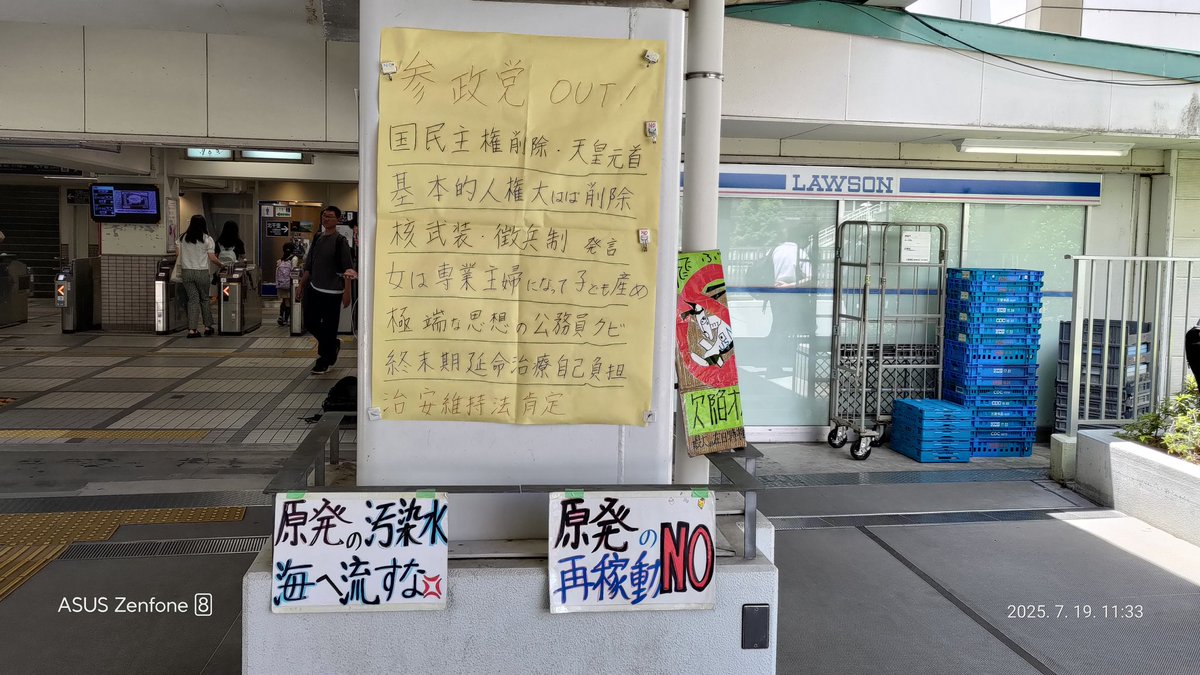 参政党 OUT!
国民主権削除・天皇元首
基本的人権大はば削除
核武装・徴兵制 発言
女は専業主婦になって子ども産め
極端な思想の公務員クビ
終末期延命治療自己負担
治安維持法肯定
LAWSON
欠陥
原発の汚染水
海へ流すな
原発の
再稼動NO
ASUS Zenfone 8
2025. 7. 19. 11:33